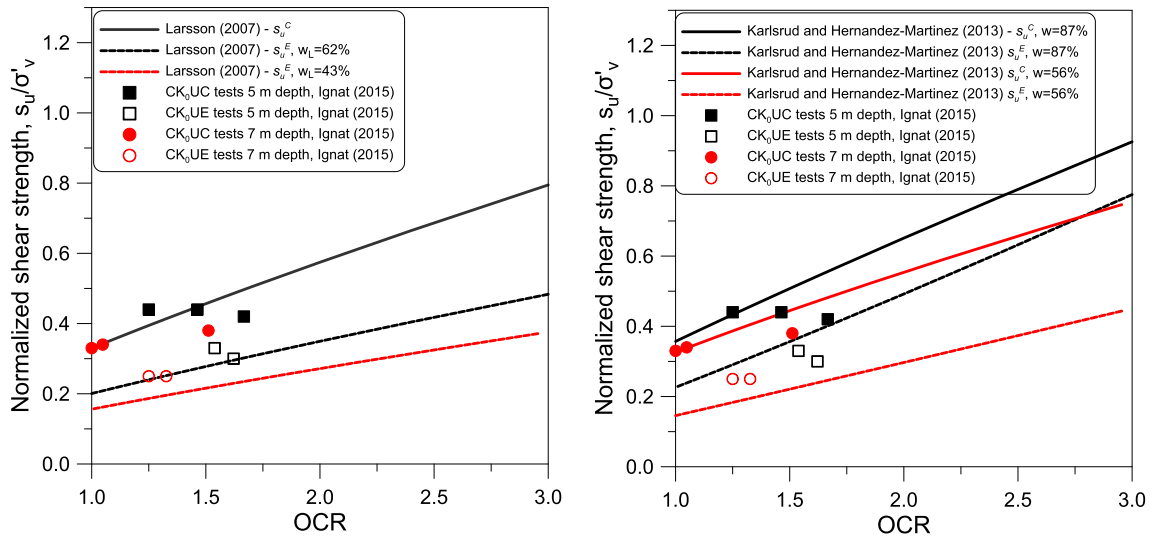 Larsson (2007) - s_u^C
Larsson (2007) - s_u^E, w_L=62%
Larsson (2007) - s_u^E, w_L=43%
CK₀UC tests 5 m depth, Ignat (2015)
CK₀UE tests 5 m depth, Ignat (2015)
CK₀UC tests 7 m depth, Ignat (2015)
CK₀UE tests 7 m depth, Ignat (2015)
Normalized shear strength, s_u/σ'_v
1.2
1.0
0.8
0.6
0.4
0.2
0.0
1.0 1.5 2.0 2.5 3.0
OCR
Karlsrud and Hernandez-Martinez (2013) - s_u^C, w=87%
Karlsrud and Hernandez-Martinez (2013) s_u^E, w=87%
Karlsrud and Hernandez-Martinez (2013) s_u^C, w=56%
Karlsrud and Hernandez-Martinez (2013) s_u^E, w=56%
CK₀UC tests 5 m depth, Ignat (2015)
CK₀UE tests 5 m depth, Ignat (2015)
CK₀UC tests 7 m depth, Ignat (2015)
CK₀UE tests 7 m depth, Ignat (2015)
Normalized shear strength, s_u/σ'_v
1.2
1.0
0.8
0.6
0.4
0.2
0.0
1.0 1.5 2.0 2.5 3.0
OCR